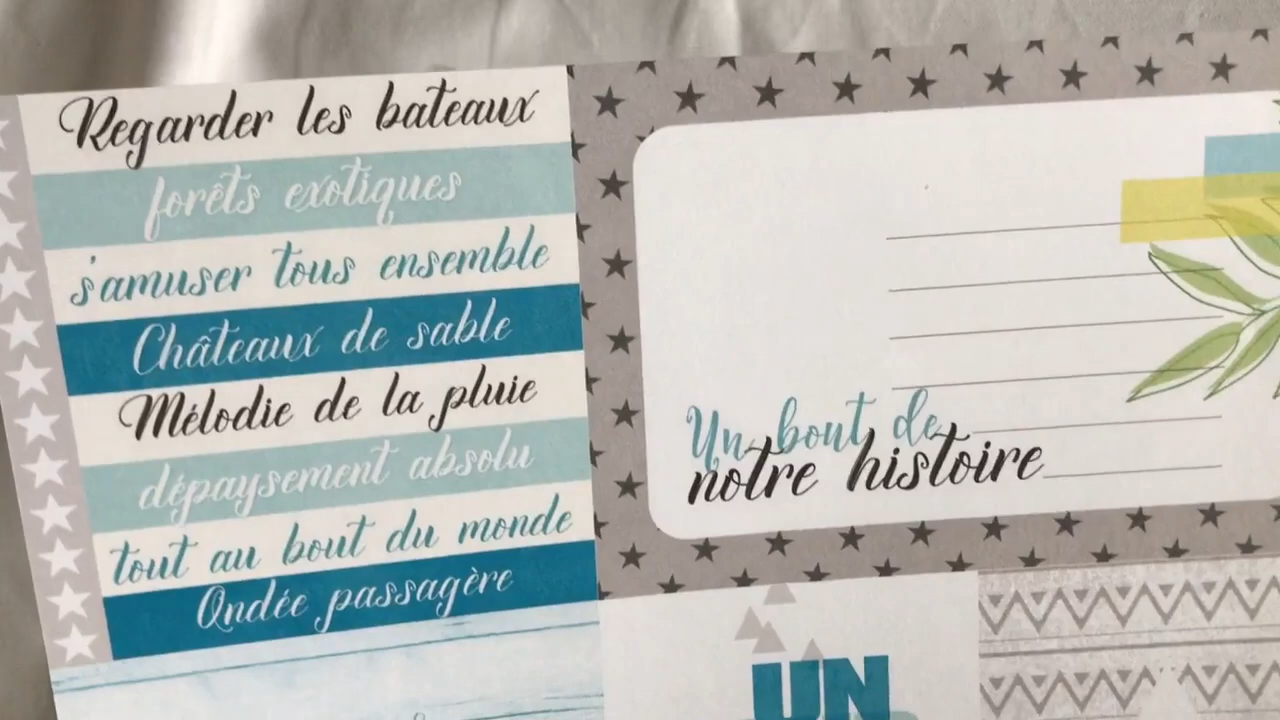 Regarder les bateaux
forêts exotiques
s'amuser tous ensemble
Châteaux de sable
Mélodie de la pluie
dépaysement absolu
tout au bout du monde
Ondée passagère
Un bout de
notre histoire
UN